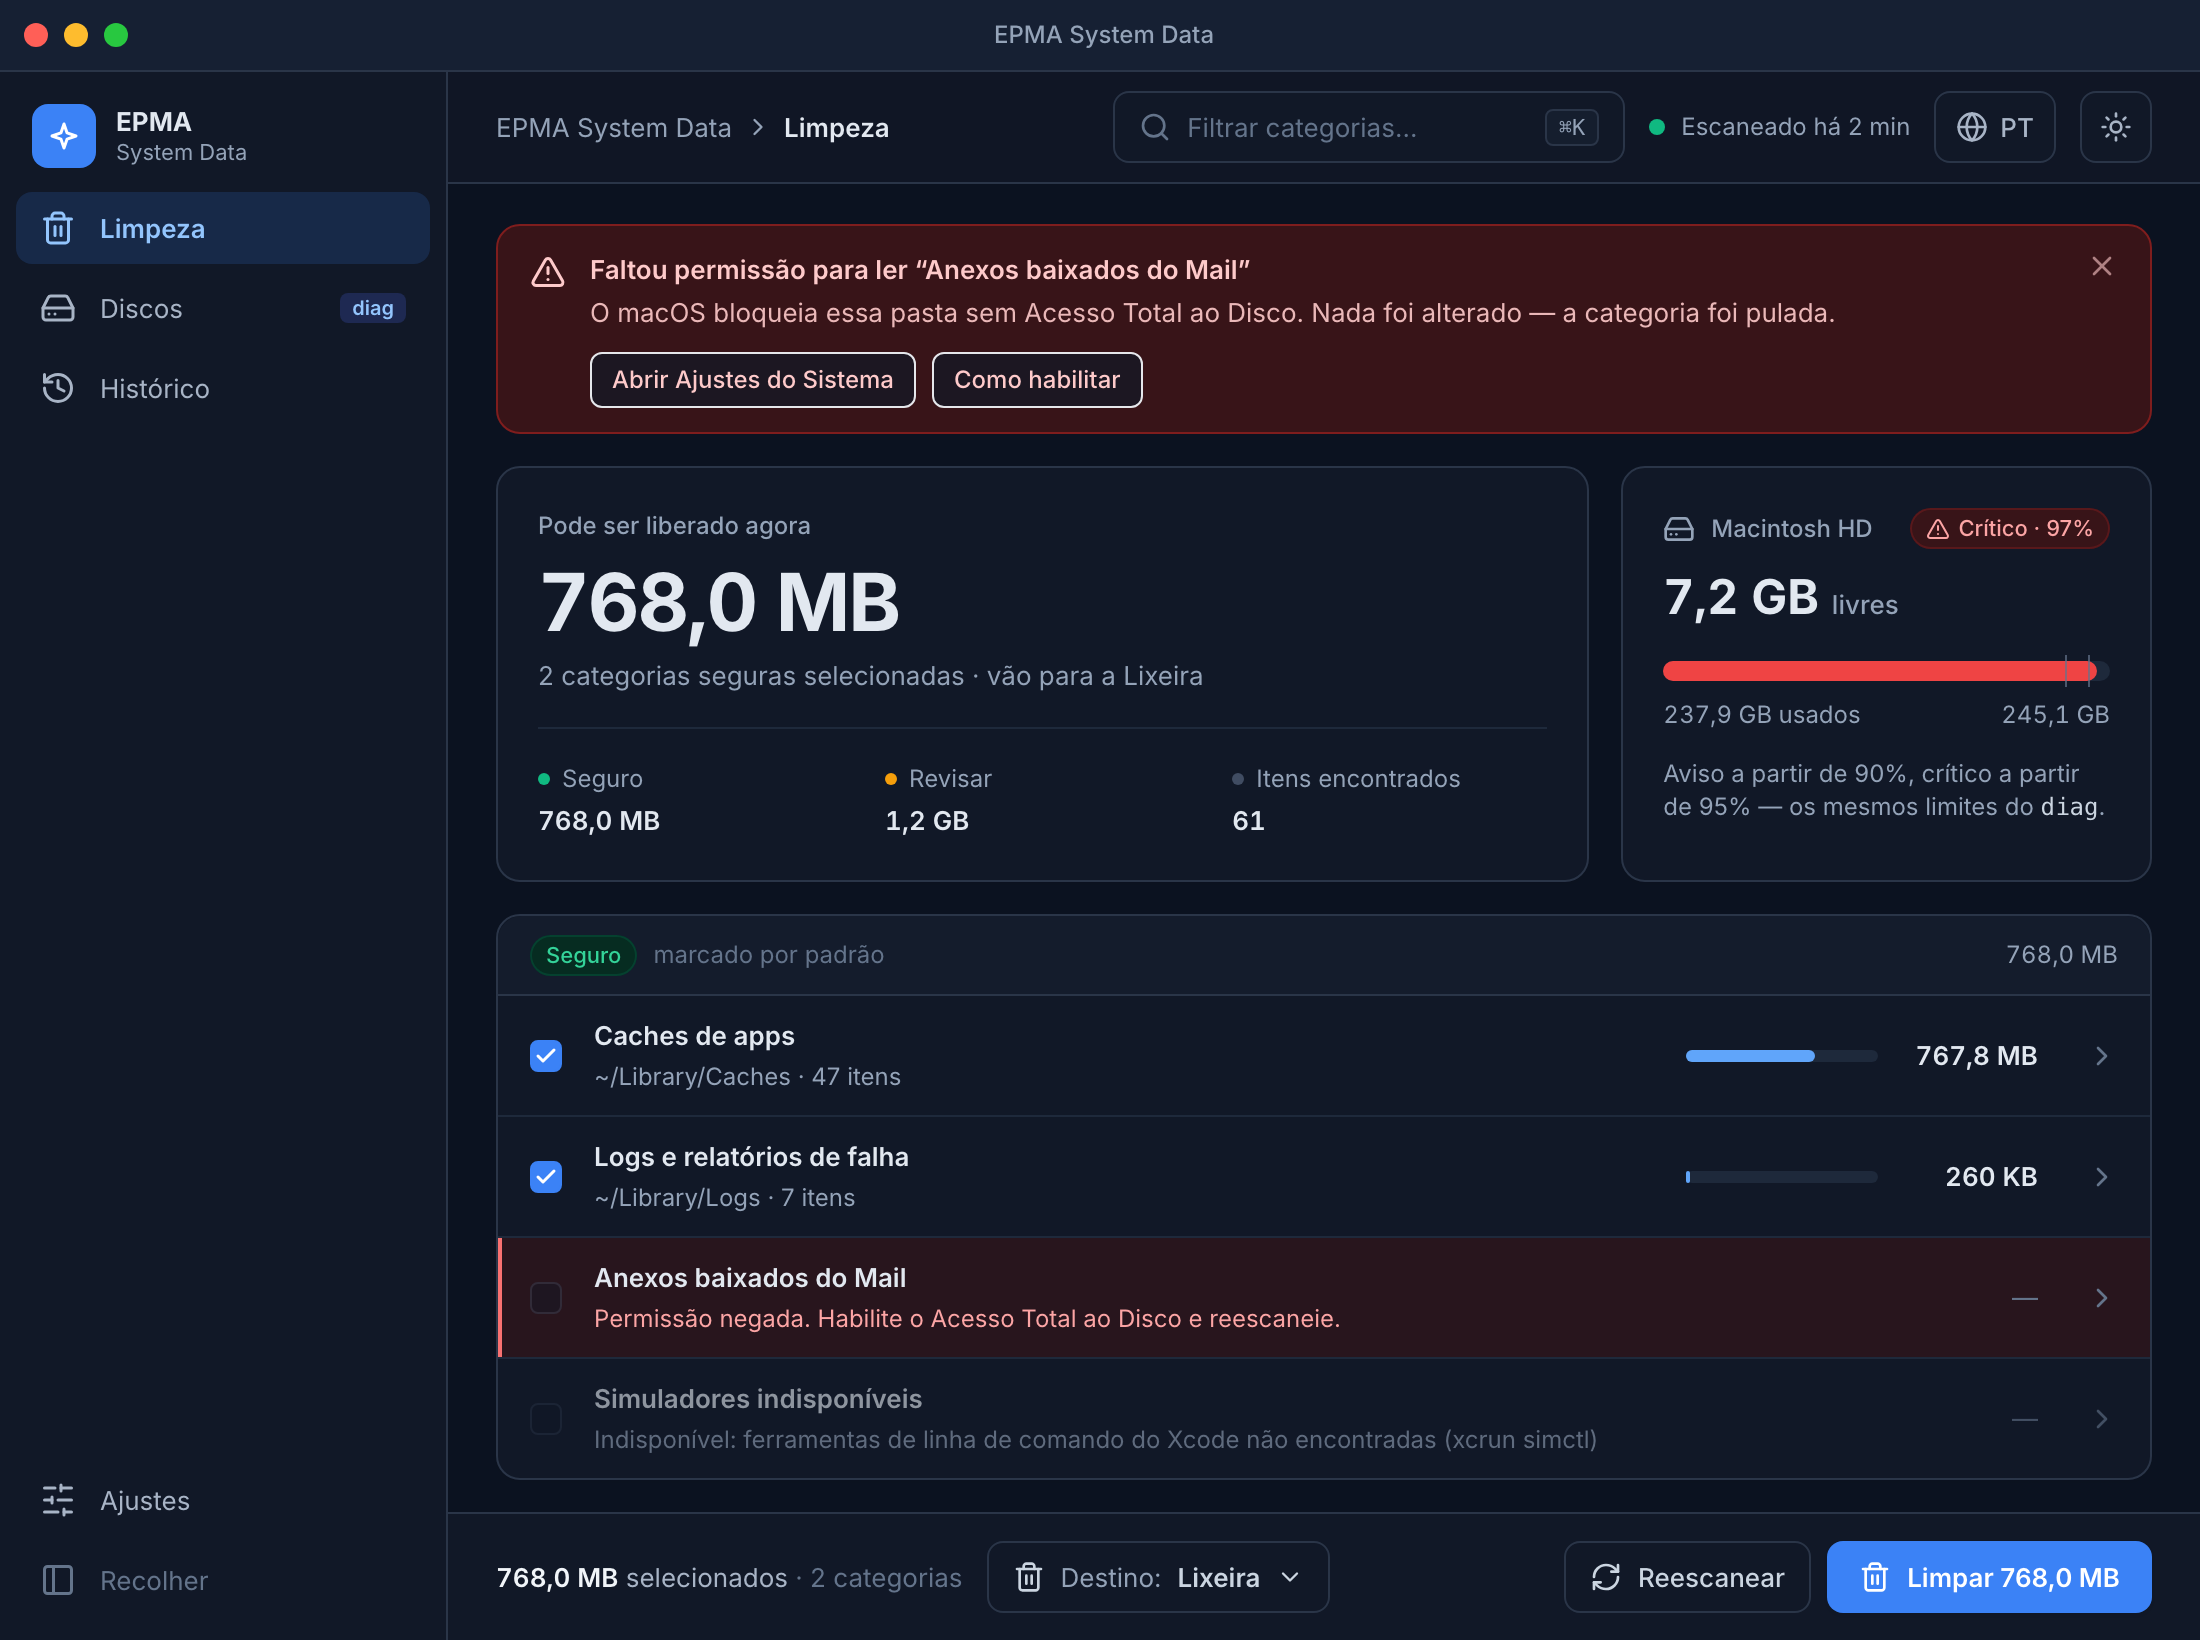 EPMA System Data
EPMA
System Data
Limpeza
Discos
diag
Histórico
Ajustes
Recolher
EPMA System Data > Limpeza
Filtrar categorias...
⌘K
Escaneado há 2 min
PT
Faltou permissão para ler “Anexos baixados do Mail”
O macOS bloqueia essa pasta sem Acesso Total ao Disco. Nada foi alterado — a categoria foi pulada.
Abrir Ajustes do Sistema
Como habilitar
Pode ser liberado agora
768,0 MB
2 categorias seguras selecionadas · vão para a Lixeira
Seguro
768,0 MB
Revisar
1,2 GB
Itens encontrados
61
Macintosh HD
Crítico · 97%
7,2 GB livres
237,9 GB usados
245,1 GB
Aviso a partir de 90%, crítico a partir
de 95% — os mesmos limites do diag.
Seguro
marcado por padrão
768,0 MB
Caches de apps
~/Library/Caches · 47 itens
767,8 MB
Logs e relatórios de falha
~/Library/Logs · 7 itens
260 KB
Anexos baixados do Mail
Permissão negada. Habilite o Acesso Total ao Disco e reescaneie.
—
Simuladores indisponíveis
Indisponível: ferramentas de linha de comando do Xcode não encontradas (xcrun simctl)
—
768,0 MB selecionados · 2 categorias
Destino: Lixeira
Reescanear
Limpar 768,0 MB